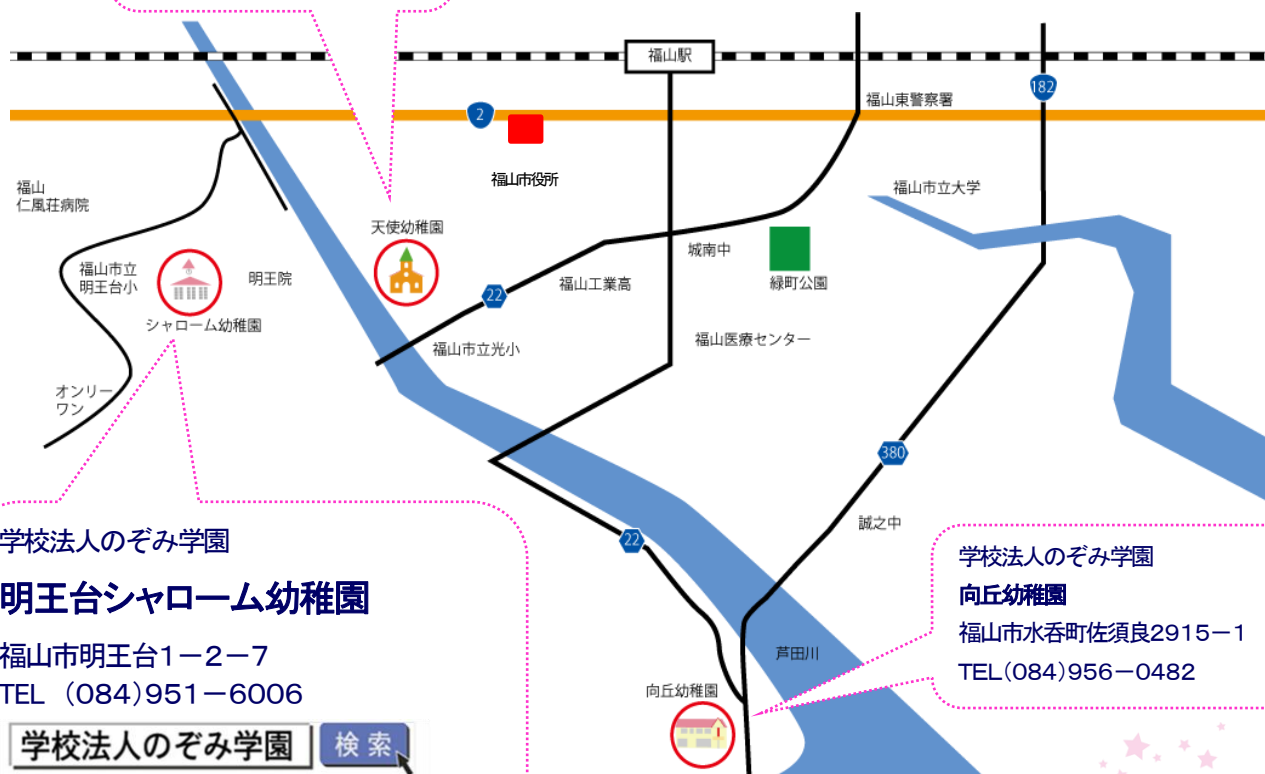 福山駅
182
福山東警察署
2
福山市役所
福山
仁風荘病院
福山市立大学
天使幼稚園
城南中
福山市立
明王台小
明王院
緑町公園
福山工業高
22
シャローム幼稚園
福山市立光小
福山医療センター
オンリー
ワン
380
誠之中
22
学校法人のぞみ学園
明王台シャローム幼稚園
福山市明王台1－2－7
TEL （084）951－6006
学校法人のぞみ学園 検索
学校法人のぞみ学園
向丘幼稚園
福山市水呑町佐須良2915－1
TEL（084）956－0482
芦田川
向丘幼稚園